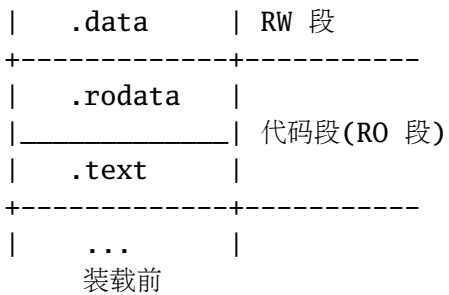 |    .data     | RW 段
+-------------+-----------
|   .rodata   |
|_____________| 代码段(RO 段)
|   .text     |
+-------------+-----------
|    ...      |
装载前